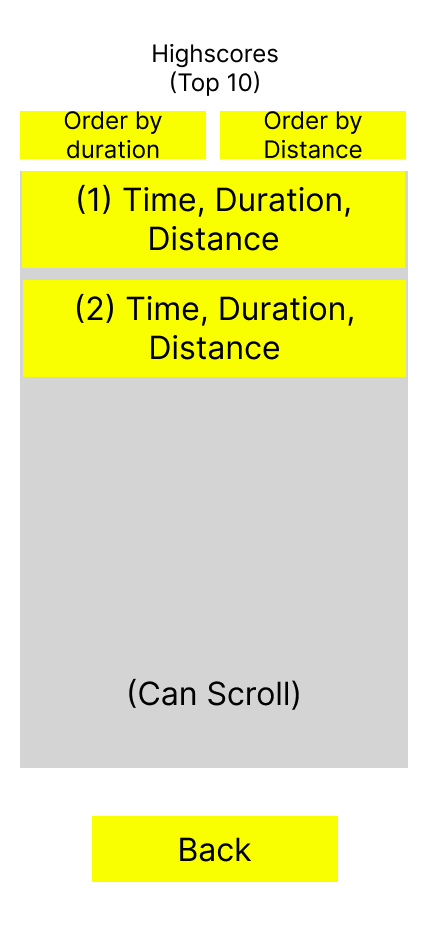 Highscores
(Top 10)
Order by
duration
Order by
Distance
(1) Time, Duration,
Distance
(2) Time, Duration,
Distance
(Can Scroll)
Back